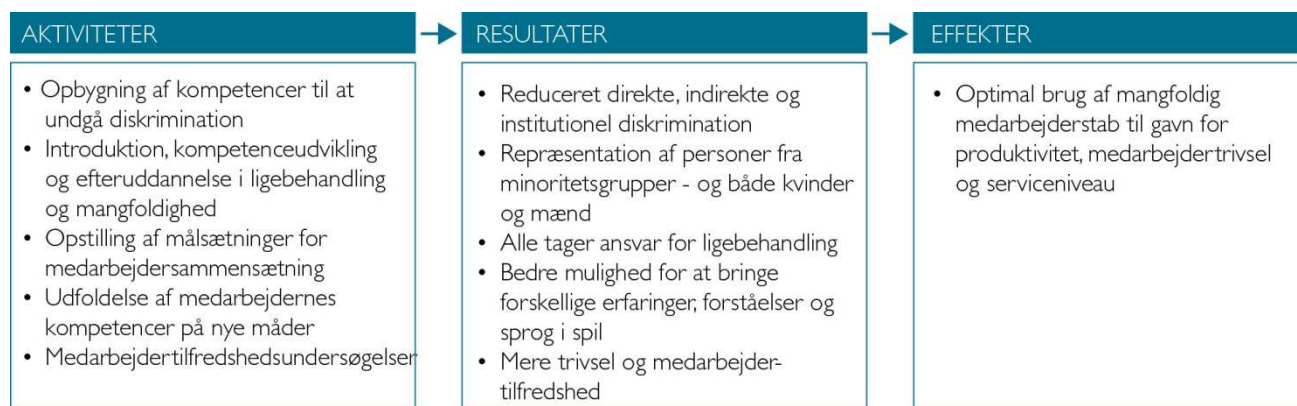 AKTIVITETER
• Opbygning af kompetencer til at
undgå diskrimination
• Introduktion, kompetenceudvikling
og efteruddannelse i ligebehandling
og mangfoldighed
• Opstilling af målsætninger for
medarbejdersammensætning
• Udfoldelse af medarbejdernes
kompetencer på nye måder
• Medarbejdertilfredshedsundersøgelser
RESULTATER
• Reduceret direkte, indirekte og
institutionel diskrimination
• Repræsentation af personer fra
minoritetsgrupper - og både kvinder
og mænd
• Alle tager ansvar for ligebehandling
• Bedre mulighed for at bringe
forskellige erfaringer, forståelser og
sprog i spil
• Mere trivsel og medarbejder-
tilfredshed
EFFEKTER
• Optimal brug af mangfoldig
medarbejderstab til gavn for
produktivitet, medarbejdertrivsel
og serviceniveau